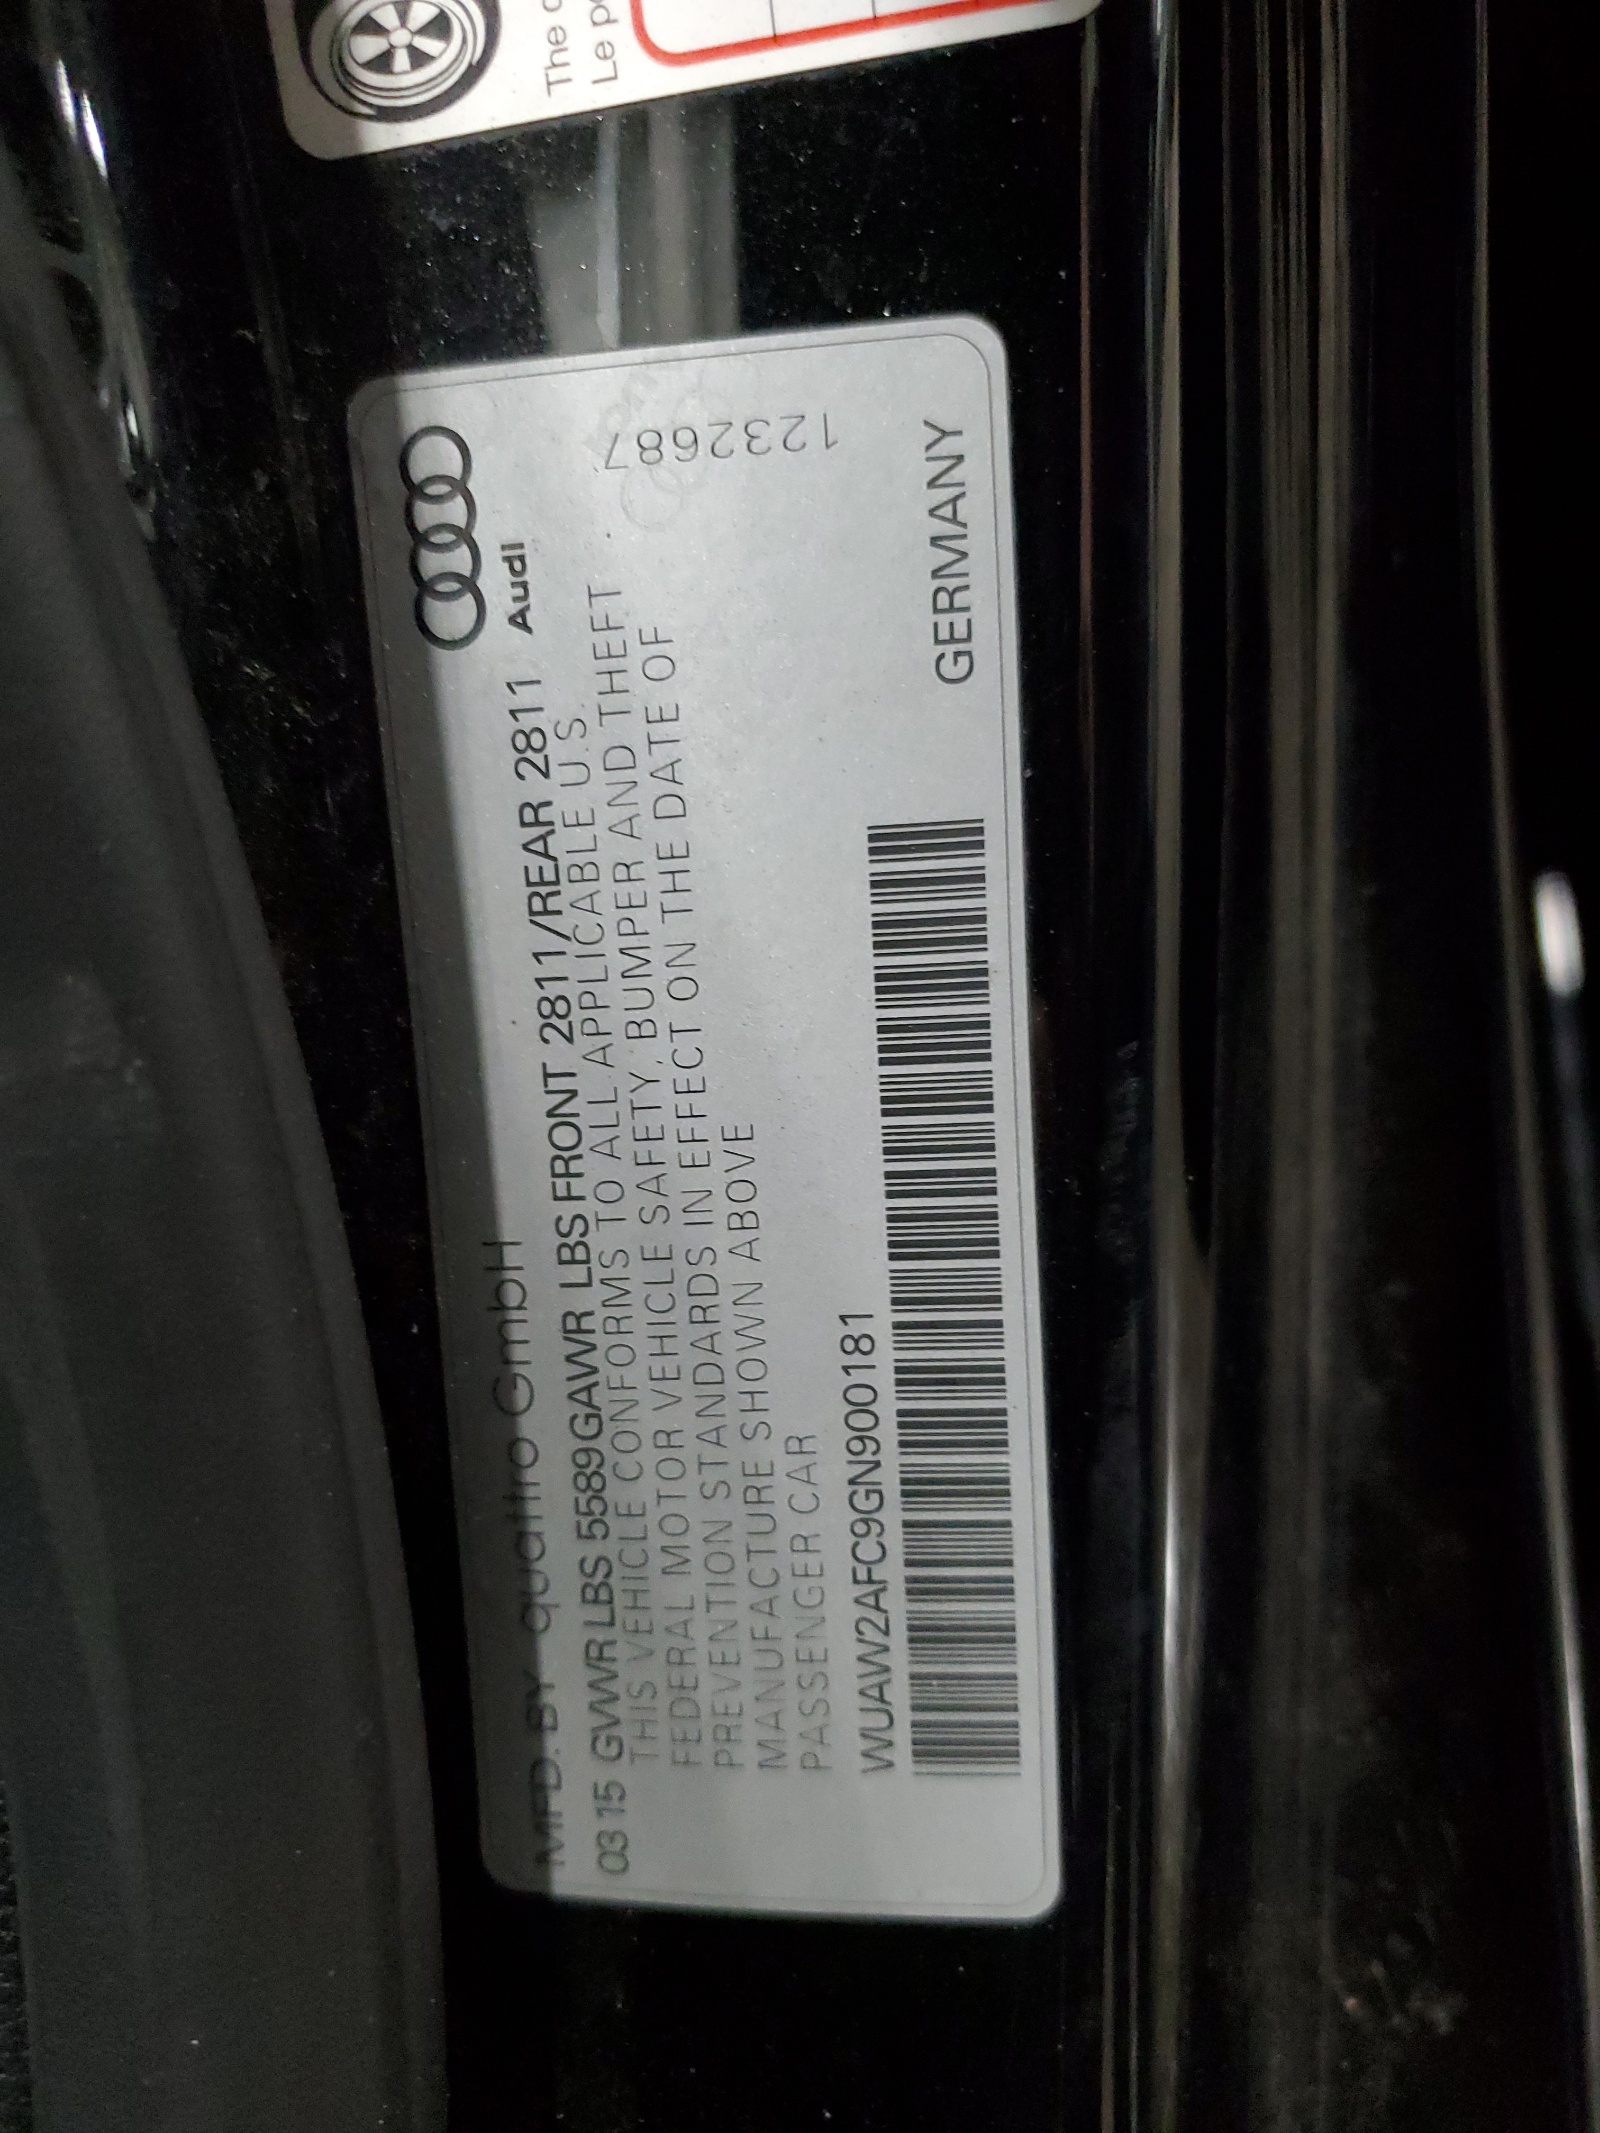 The
Le
Audi
MFD. BY quattro GmbH
03 15 GVWR LBS 5589 GAWR LBS FRONT 2811/REAR 2811
THIS VEHICLE CONFORMS TO ALL APPLICABLE U.S.
FEDERAL MOTOR VEHICLE SAFETY, BUMPER AND THEFT
PREVENTION STANDARDS IN EFFECT ON THE DATE OF
MANUFACTURE SHOWN ABOVE
PASSENGER CAR
1232687
WUAW2AFC9GN900181
GERMANY